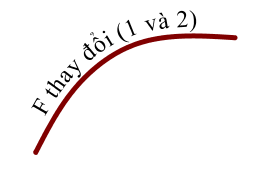 F thay đổi (1 và 2)